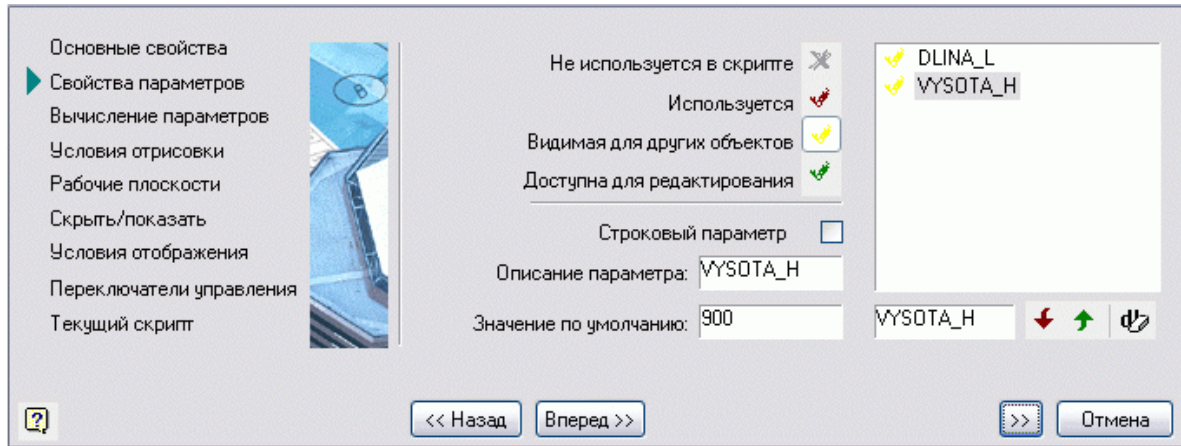 Основные свойства
Свойства параметров
Вычисление параметров
Условия отрисовки
Рабочие плоскости
Скрыть/показать
Условия отображения
Переключатели управления
Текущий скрипт
Не используется в скрипте
Используется
Видимая для других объектов
Доступна для редактирования
Строковый параметр
Описание параметра: VYSOTA_H
Значение по умолчанию: 900
DLINA_L
VYSOTA_H
VYSOTA_H
<< Назад
Вперед >>
>>
Отмена